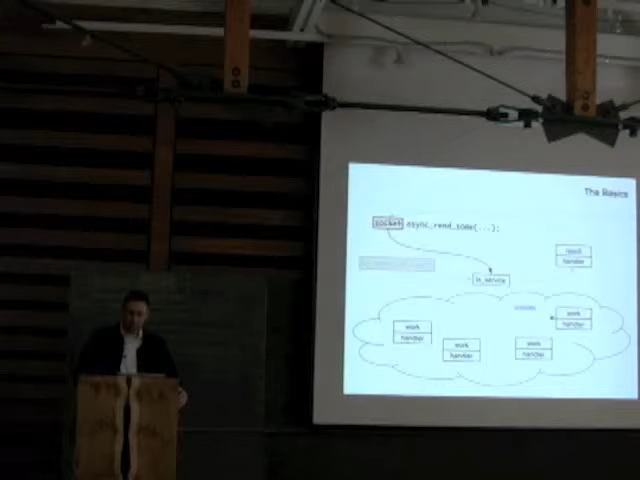 The Basics
socket async_read_some(...);
result
handler
io_service
work
handler
work
handler
work
handler
work
handler